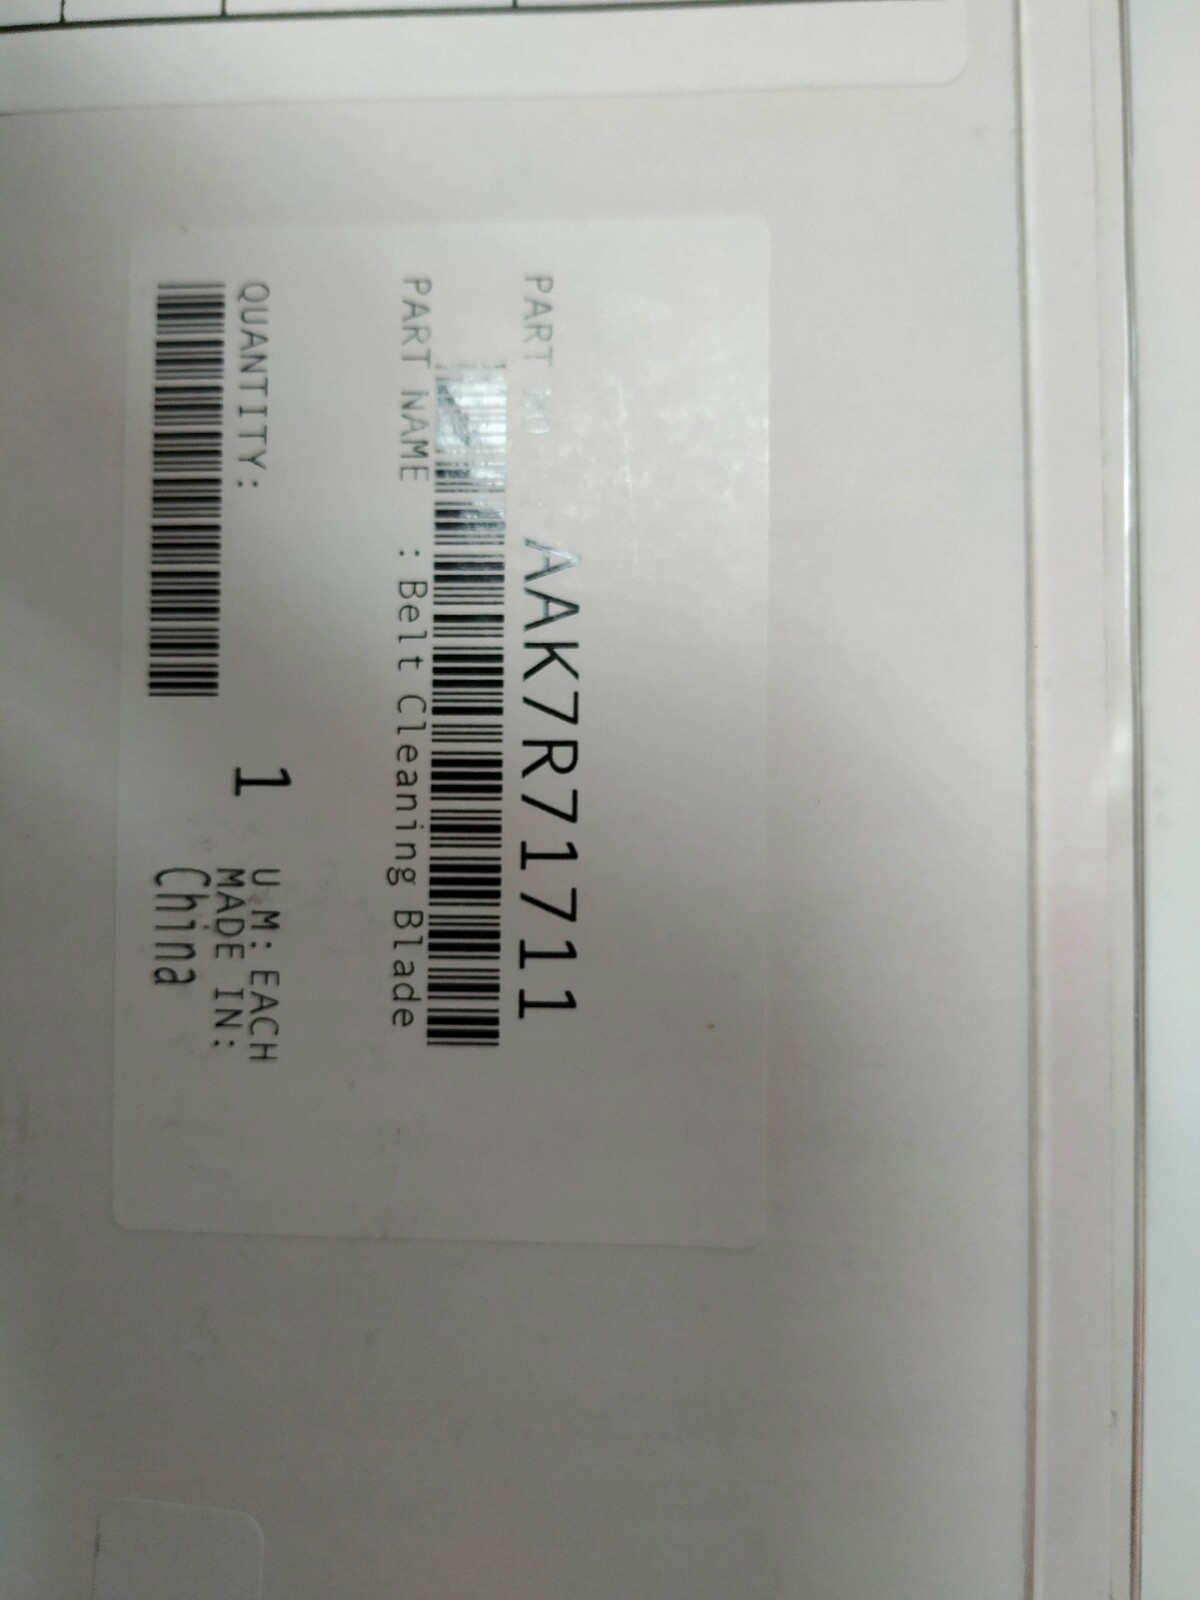 PART NO AAK7R71711
PART NAME : Belt Cleaning Blade
QUANTITY: 1 U M: EACH
MADE IN:
China